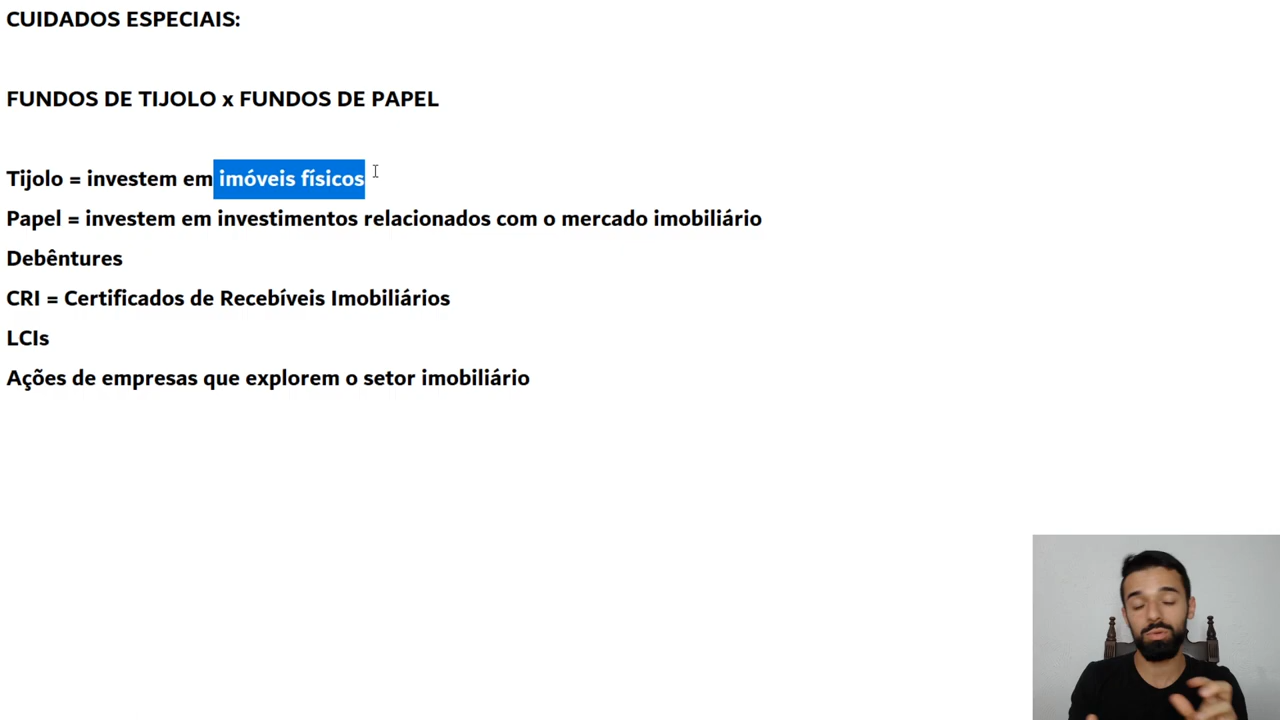 CUIDADOS ESPECIAIS:
FUNDOS DE TIJOLO x FUNDOS DE PAPEL
Tijolo = investem em imóveis físicos
Papel = investem em investimentos relacionados com o mercado imobiliário
Debêntures
CRI = Certificados de Recebíveis Imobiliários
LCIs
Ações de empresas que explorem o setor imobiliário